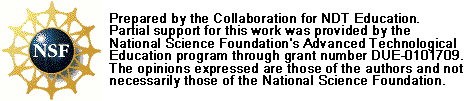 NSF
Prepared by the Collaboration for NDT Education.
Partial support for this work was provided by the
National Science Foundation's Advanced Technological
Education program through grant number DUE-0101709.
The opinions expressed are those of the authors and not
necessarily those of the National Science Foundation.